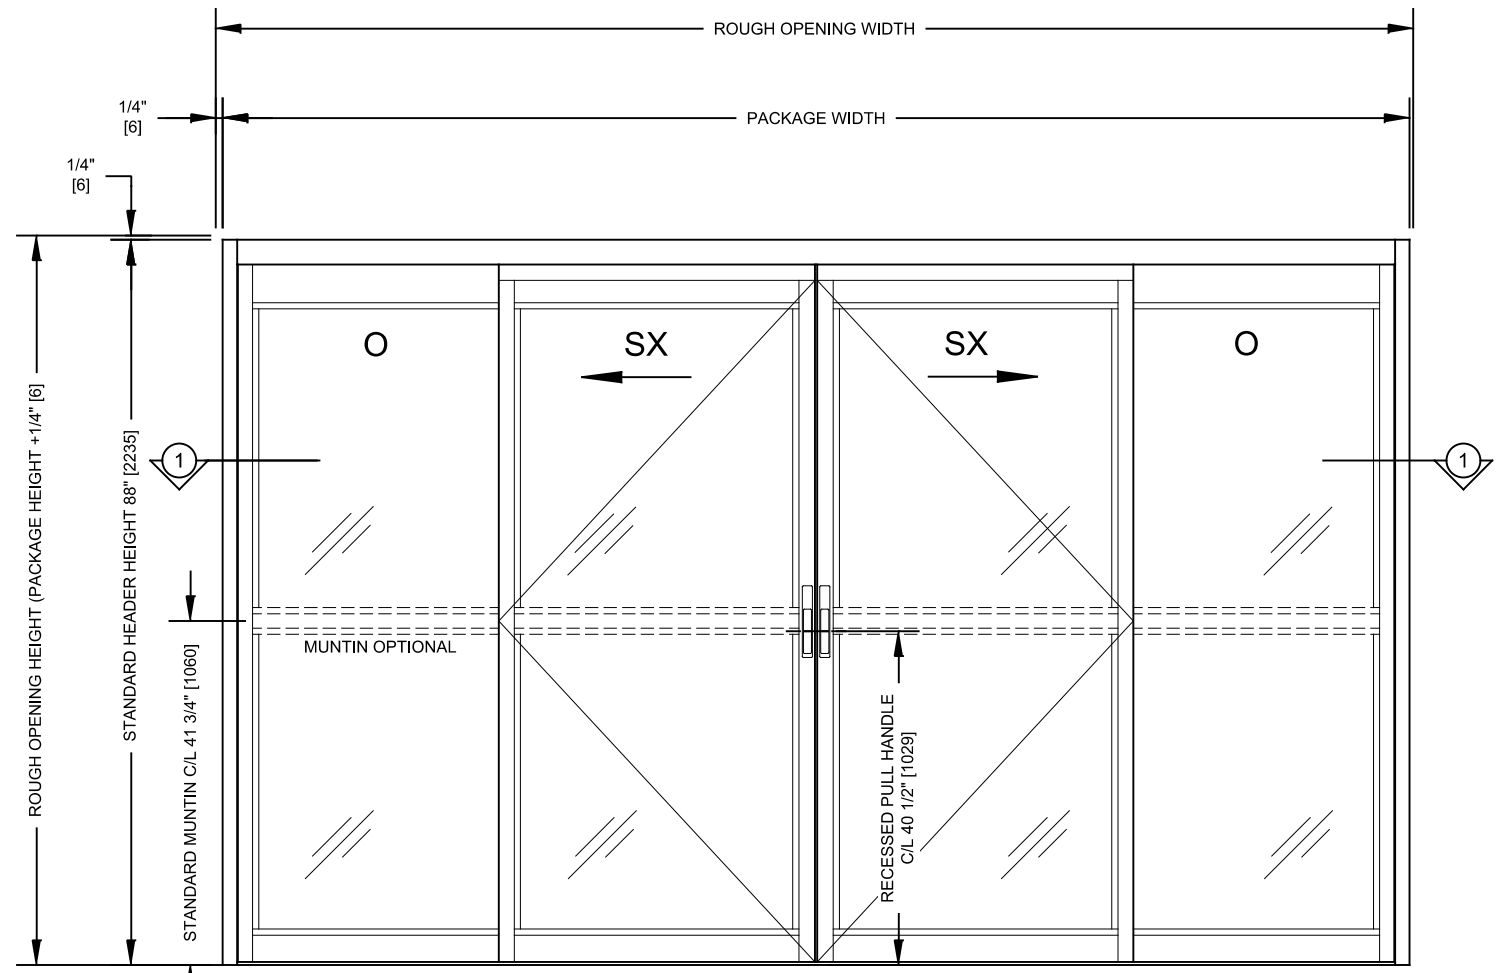 ROUGH OPENING WIDTH
1/4"
[6]
PACKAGE WIDTH
1/4"
[6]
O
SX
SX
O
1
1
ROUGH OPENING HEIGHT (PACKAGE HEIGHT +1/4" [6]
STANDARD HEADER HEIGHT 88" [2235]
STANDARD MUNTIN C/L 41 3/4" [1060]
MUNTIN OPTIONAL
RECESSED PULL HANDLE
C/L 40 1/2" [1029]